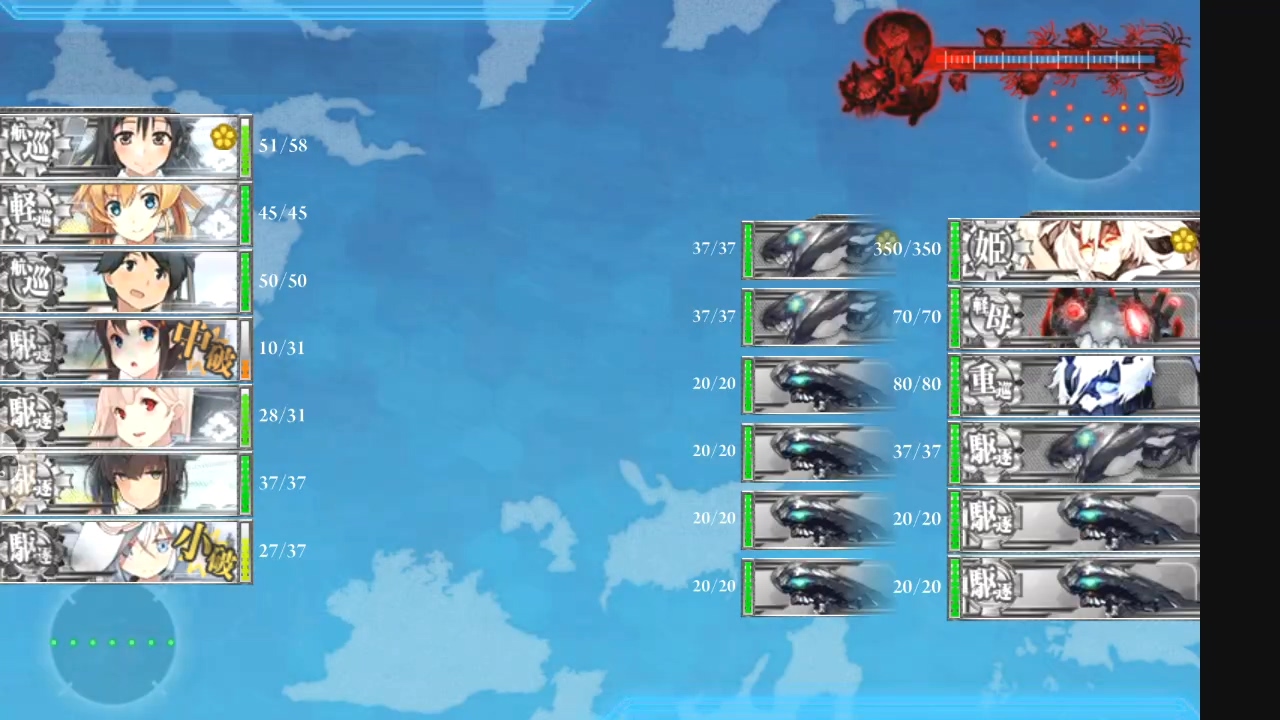 航巡 51/58
軽巡 45/45
航巡 50/50
駆逐 中破 10/31
駆逐 28/31
駆逐 37/37
駆逐 小破 27/37
37/37
37/37
20/20
20/20
20/20
20/20
350/350 姫
70/70 軽母
80/80 重巡
37/37 駆逐
20/20 駆逐
20/20 駆逐